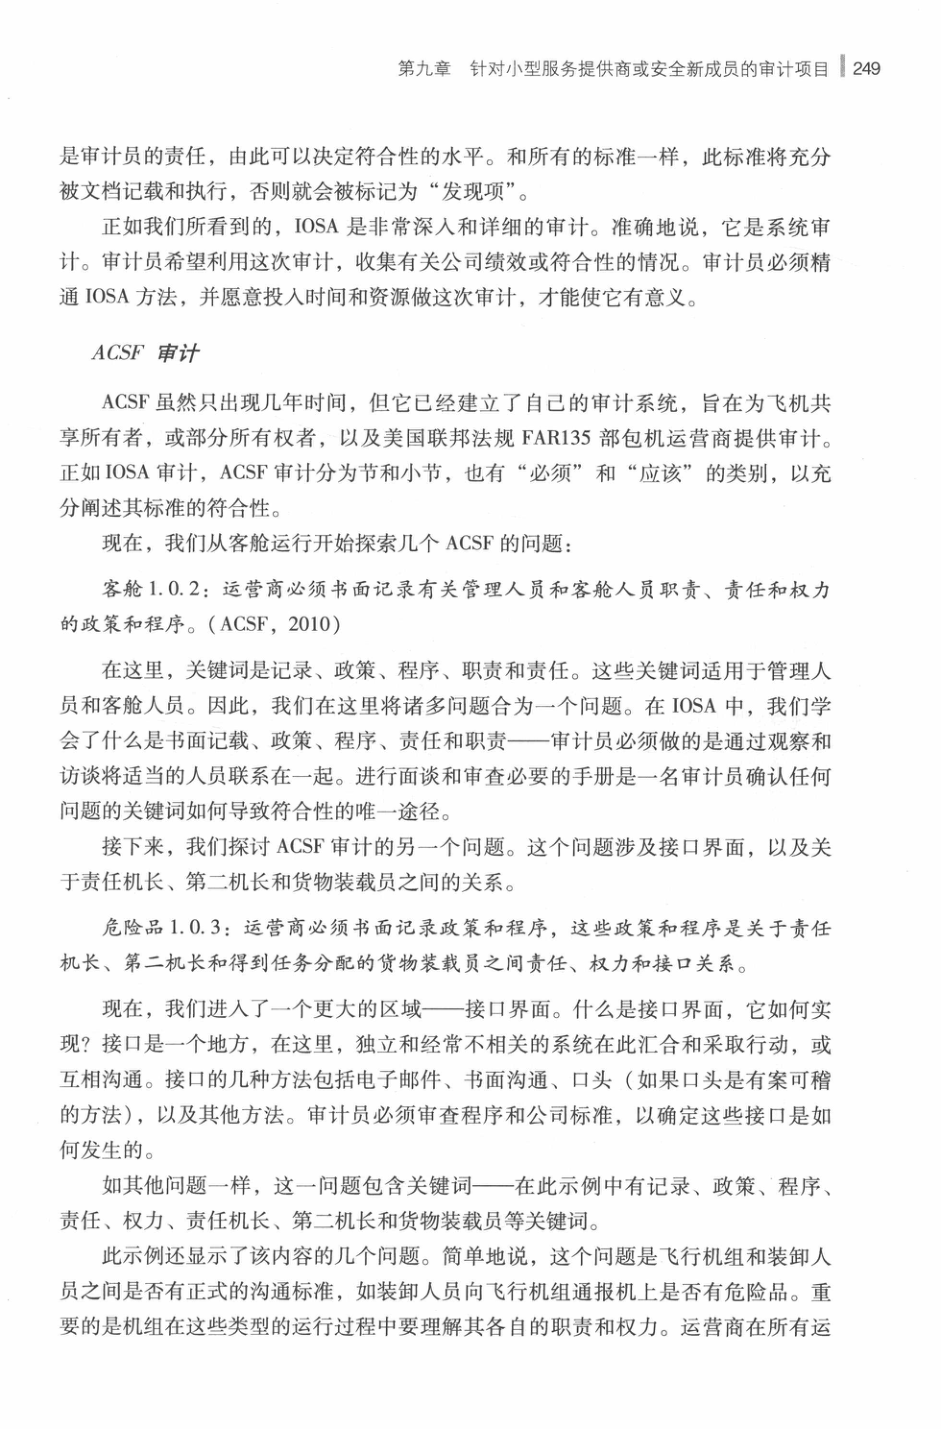 第九章　针对小型服务提供商或安全新成员的审计项目 249
是审计员的责任，由此可以决定符合性的水平。和所有的标准一样，此标准将充分
被文档记载和执行，否则就会被标记为“发现项”。
正如我们所看到的，IOSA 是非常深入和详细的审计。准确地说，它是系统审
计。审计员希望利用这次审计，收集有关公司绩效或符合性的情况。审计员必须精
通 IOSA 方法，并愿意投入时间和资源做这次审计，才能使它有意义。
ACSF 审计
ACSF 虽然只出现几年时间，但它已经建立了自己的审计系统，旨在为飞机共
享所有者，或部分所有权者，以及美国联邦法规 FAR135 部包机运营商提供审计。
正如 IOSA 审计，ACSF 审计分为节和小节，也有“必须”和“应该”的类别，以充
分阐述其标准的符合性。
现在，我们从客舱运行开始探索几个 ACSF 的问题：
客舱 1. 0. 2：运营商必须书面记录有关管理人员和客舱人员职责、责任和权力
的政策和程序。(ACSF，2010)
在这里，关键词是记录、政策、程序、职责和责任。这些关键词适用于管理人
员和客舱人员。因此，我们在这里将诸多问题合为一个问题。在 IOSA 中，我们学
会了什么是书面记载、政策、程序、责任和职责——审计员必须做的是通过观察和
访谈将适当的人员联系在一起。进行面谈和审查必要的手册是一名审计员确认任何
问题的关键词如何导致符合性的唯一途径。
接下来，我们探讨 ACSF 审计的另一个问题。这个问题涉及接口界面，以及关
于责任机长、第二机长和货物装载员之间的关系。
危险品 1. 0. 3：运营商必须书面记录政策和程序，这些政策和程序是关于责任
机长、第二机长和得到任务分配的货物装载员之间责任、权力和接口关系。
现在，我们进入了一个更大的区域——接口界面。什么是接口界面，它如何实
现？接口是一个地方，在这里，独立和经常不相关的系统在此汇合和采取行动，或
互相沟通。接口的几种方法包括电子邮件、书面沟通、口头（如果口头是有案可稽
的方法），以及其他方法。审计员必须审查程序和公司标准，以确定这些接口是如
何发生的。
如其他问题一样，这一问题包含关键词——在此示例中有记录、政策、程序、
责任、权力、责任机长、第二机长和货物装载员等关键词。
此示例还显示了该内容的几个问题。简单地说，这个问题是飞行机组和装卸人
员之间是否有正式的沟通标准，如装卸人员向飞行机组通报机上是否有危险品。重
要的是机组在这些类型的运行过程中要理解其各自的职责和权力。运营商在所有运